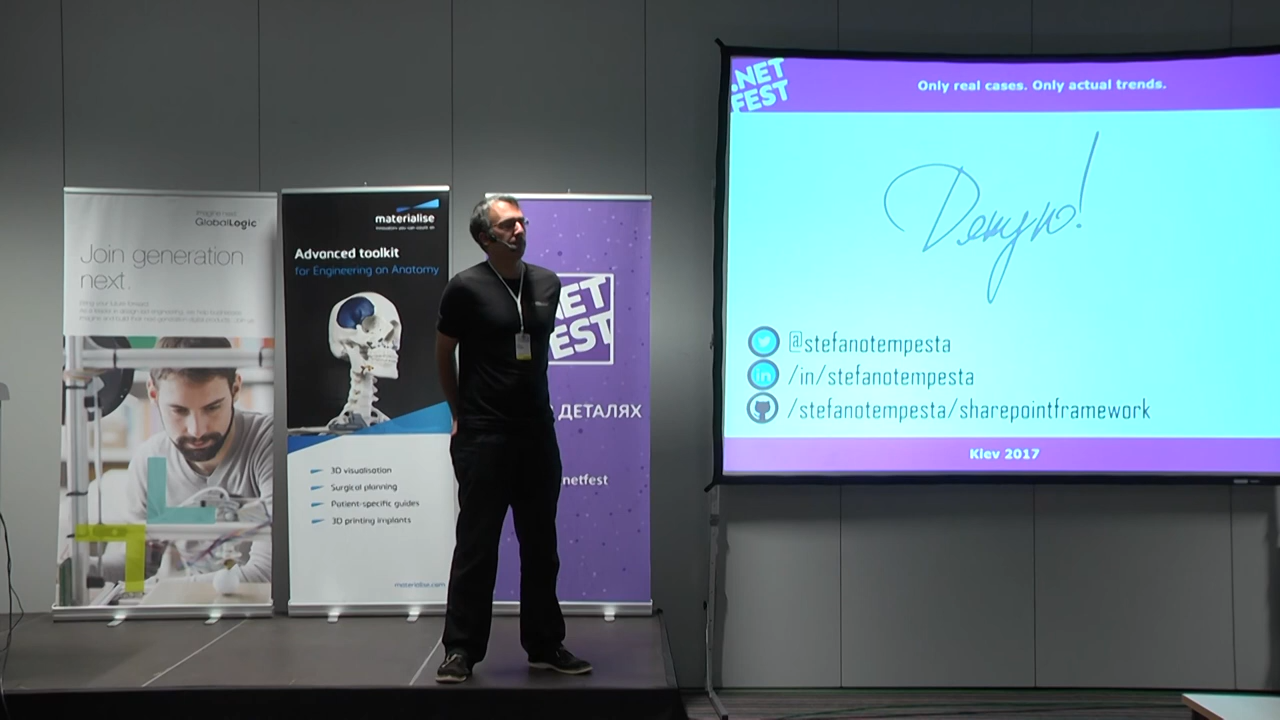 GlobalLogic
Join generation
next.
materialise
Advanced toolkit
for Engineering on Anatomy
3D visualisation
Surgical planning
Patient-specific guides
3D printing implants
materialise.com
.NET
FEST
ДЕТАЛЯХ
netfest
.NET
FEST
Only real cases. Only actual trends.
Дякую!
@stefanotempesta
/in/stefanotempesta
/stefanotempesta/sharepointframework
Kiev 2017